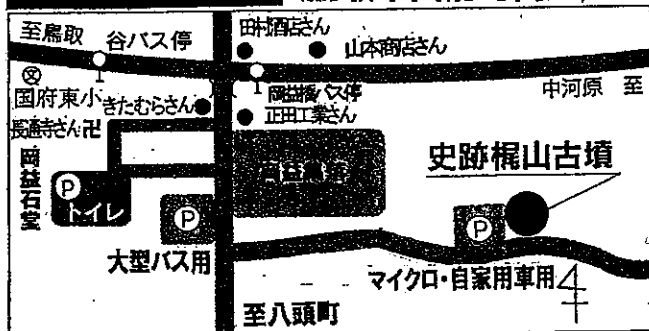 至鳥取
谷バス停
田村酒店さん
山本商店さん
中河原 至
文
国府東小
きたむらさん
岡益橋バス停
正田工業さん
長通寺さん卍
岡益石堂
P
トイレ
P
大型バス用
史跡梶山古墳
P
マイクロ・自家用車用
至八頭町